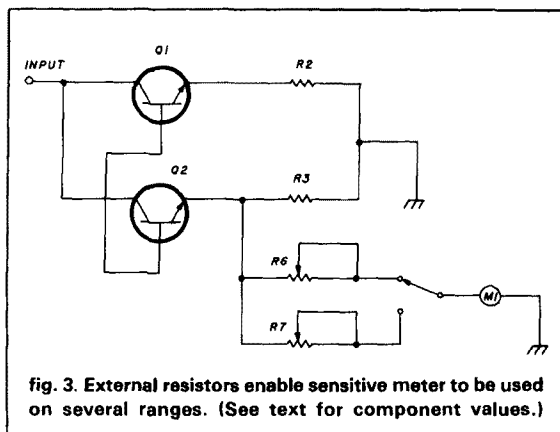 Q1
INPUT
R2
Q2
R3
R6
M1
R7
fig. 3. External resistors enable sensitive meter to be used
on several ranges. (See text for component values.)